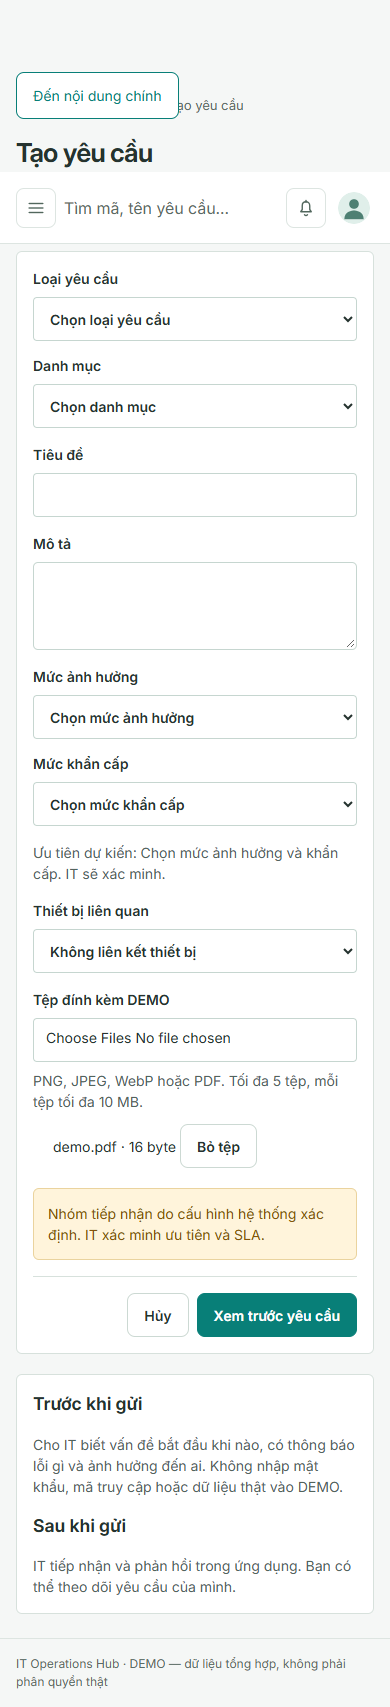 Đến nội dung chính
ạo yêu cầu
Tạo yêu cầu
Tìm mã, tên yêu cầu...
Loại yêu cầu
Chọn loại yêu cầu
Danh mục
Chọn danh mục
Tiêu đề
Mô tả
Mức ảnh hưởng
Chọn mức ảnh hưởng
Mức khẩn cấp
Chọn mức khẩn cấp
Ưu tiên dự kiến: Chọn mức ảnh hưởng và khẩn
cấp. IT sẽ xác minh.
Thiết bị liên quan
Không liên kết thiết bị
Tệp đính kèm DEMO
Choose Files No file chosen
PNG, JPEG, WebP hoặc PDF. Tối đa 5 tệp, mỗi
tệp tối đa 10 MB.
demo.pdf · 16 byte Bỏ tệp
Nhóm tiếp nhận do cấu hình hệ thống xác
định. IT xác minh ưu tiên và SLA.
Hủy Xem trước yêu cầu
Trước khi gửi
Cho IT biết vấn đề bắt đầu khi nào, có thông báo
lỗi gì và ảnh hưởng đến ai. Không nhập mật
khẩu, mã truy cập hoặc dữ liệu thật vào DEMO.
Sau khi gửi
IT tiếp nhận và phản hồi trong ứng dụng. Bạn có
thể theo dõi yêu cầu của mình.
IT Operations Hub · DEMO — dữ liệu tổng hợp, không phải
phân quyền thật